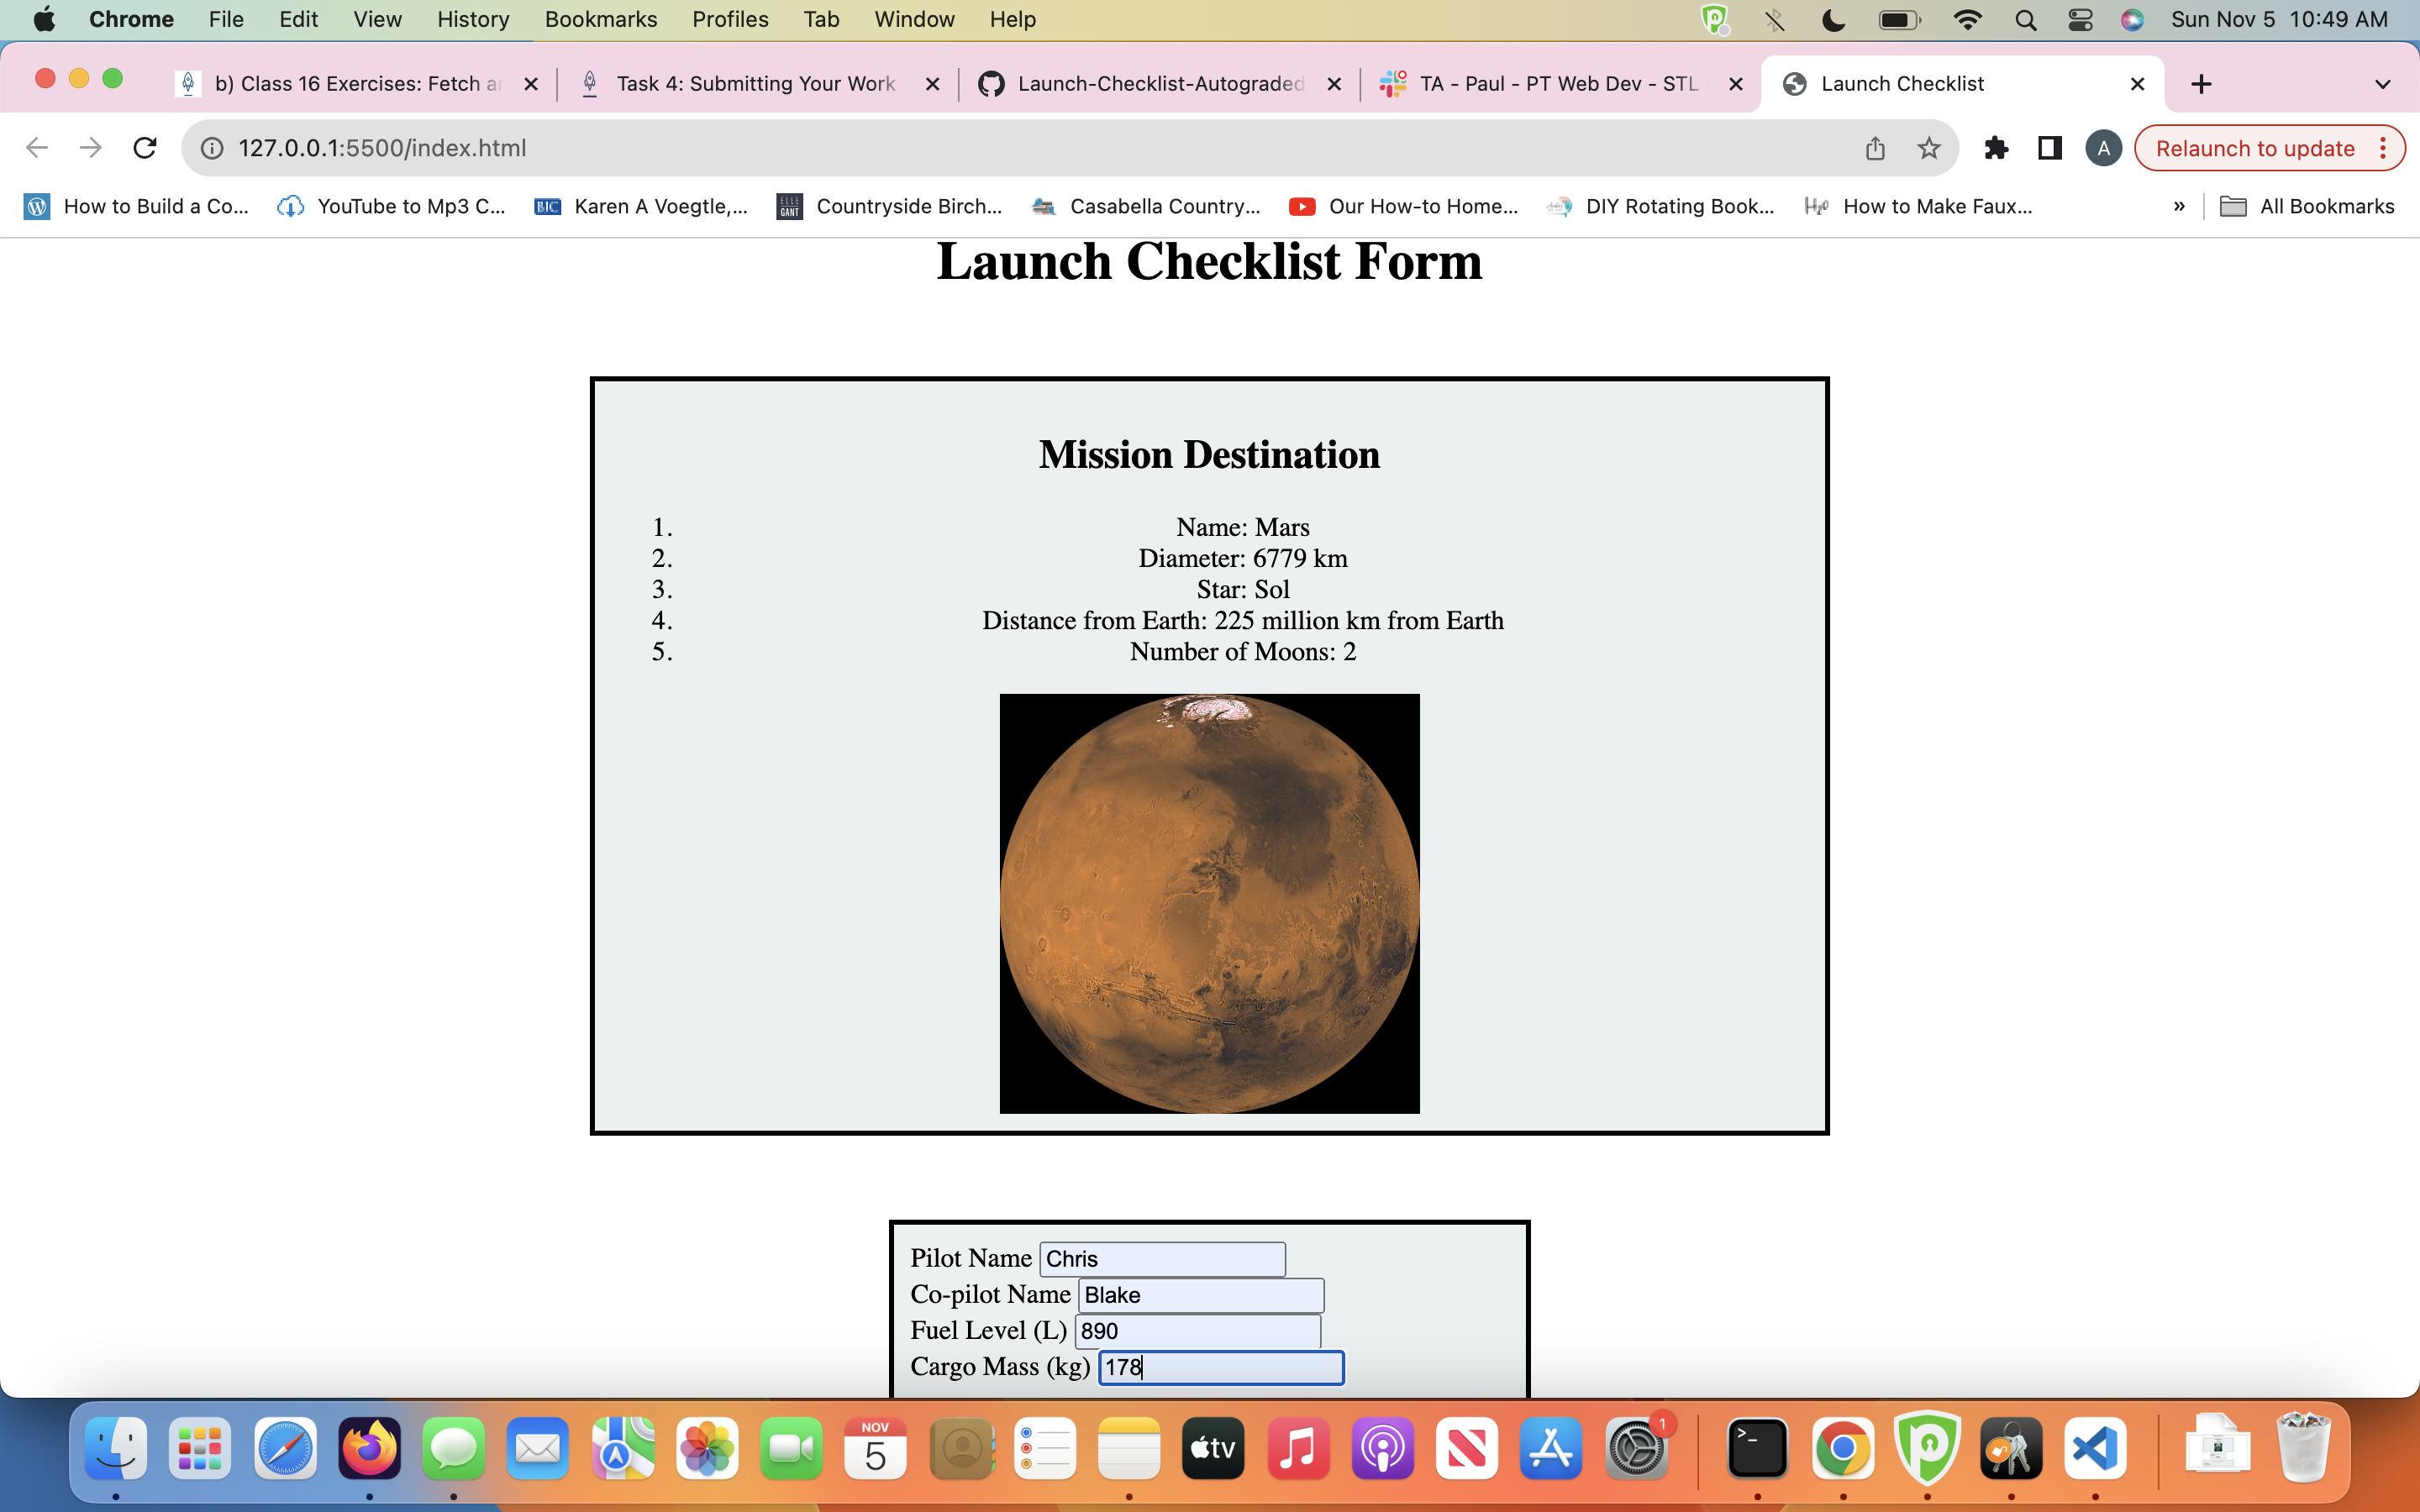 Chrome File Edit View History Bookmarks Profiles Tab Window Help Sun Nov 5 10:49 AM
b) Class 16 Exercises: Fetch ar Task 4: Submitting Your Work Launch-Checklist-Autograded TA - Paul - PT Web Dev - STL Launch Checklist
127.0.0.1:5500/index.html A Relaunch to update
How to Build a Co... YouTube to Mp3 C... BIC Karen A Voegtle,... ELLE GANT Countryside Birch... Casabella Country... Our How-to Home... DIY Rotating Book... How to Make Faux... » All Bookmarks
Launch Checklist Form
Mission Destination
1. Name: Mars
2. Diameter: 6779 km
3. Star: Sol
4. Distance from Earth: 225 million km from Earth
5. Number of Moons: 2
Pilot Name Chris
Co-pilot Name Blake
Fuel Level (L) 890
Cargo Mass (kg) 178
NOV
5
tv
1
>_